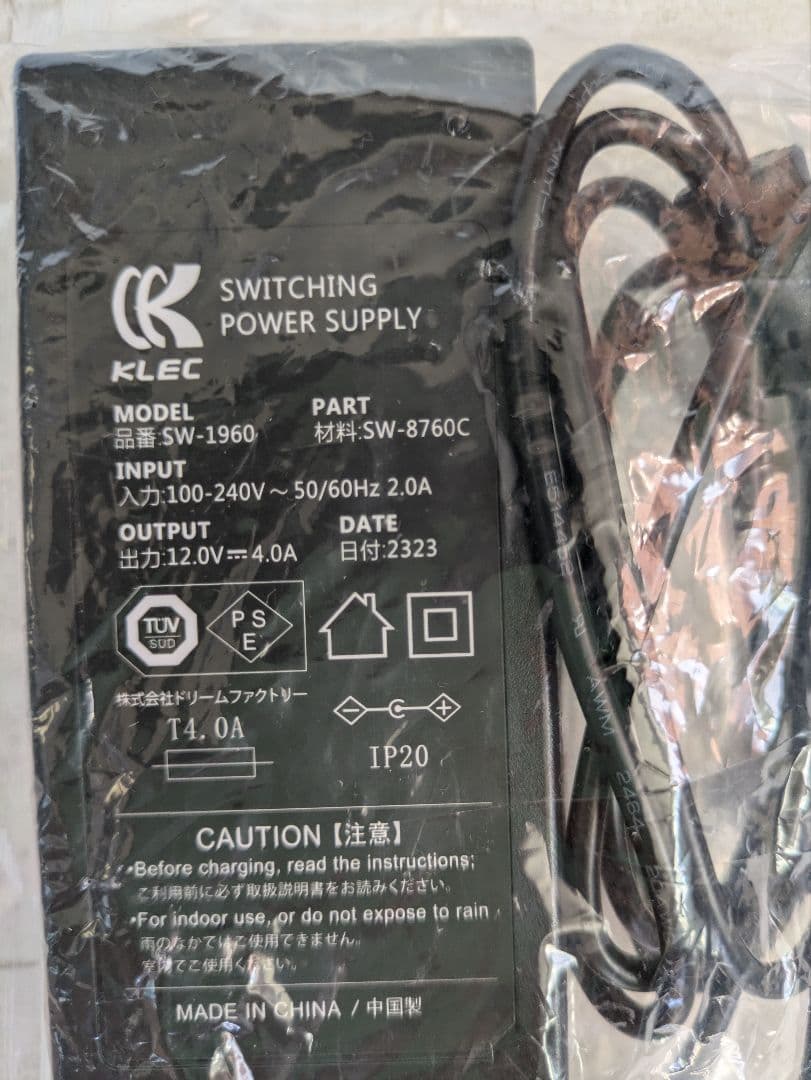 KLEC
SWITCHING
POWER SUPPLY
MODEL
品番:SW-1960
PART
材料:SW-8760C
INPUT
入力:100-240V～50/60Hz 2.0A
OUTPUT
出力:12.0V⎓4.0A
DATE
日付:2323
TÜV
SÜD
PS
E
株式会社ドリームファクトリー
T4.0A
IP20
CAUTION【注意】
•Before charging, read the instructions;
ご利用前に必ず取扱説明書をお読みください。
•For indoor use, or do not expose to rain
雨のなかではご使用できません。
室内でご使用ください。
MADE IN CHINA / 中国製
AWM
2464